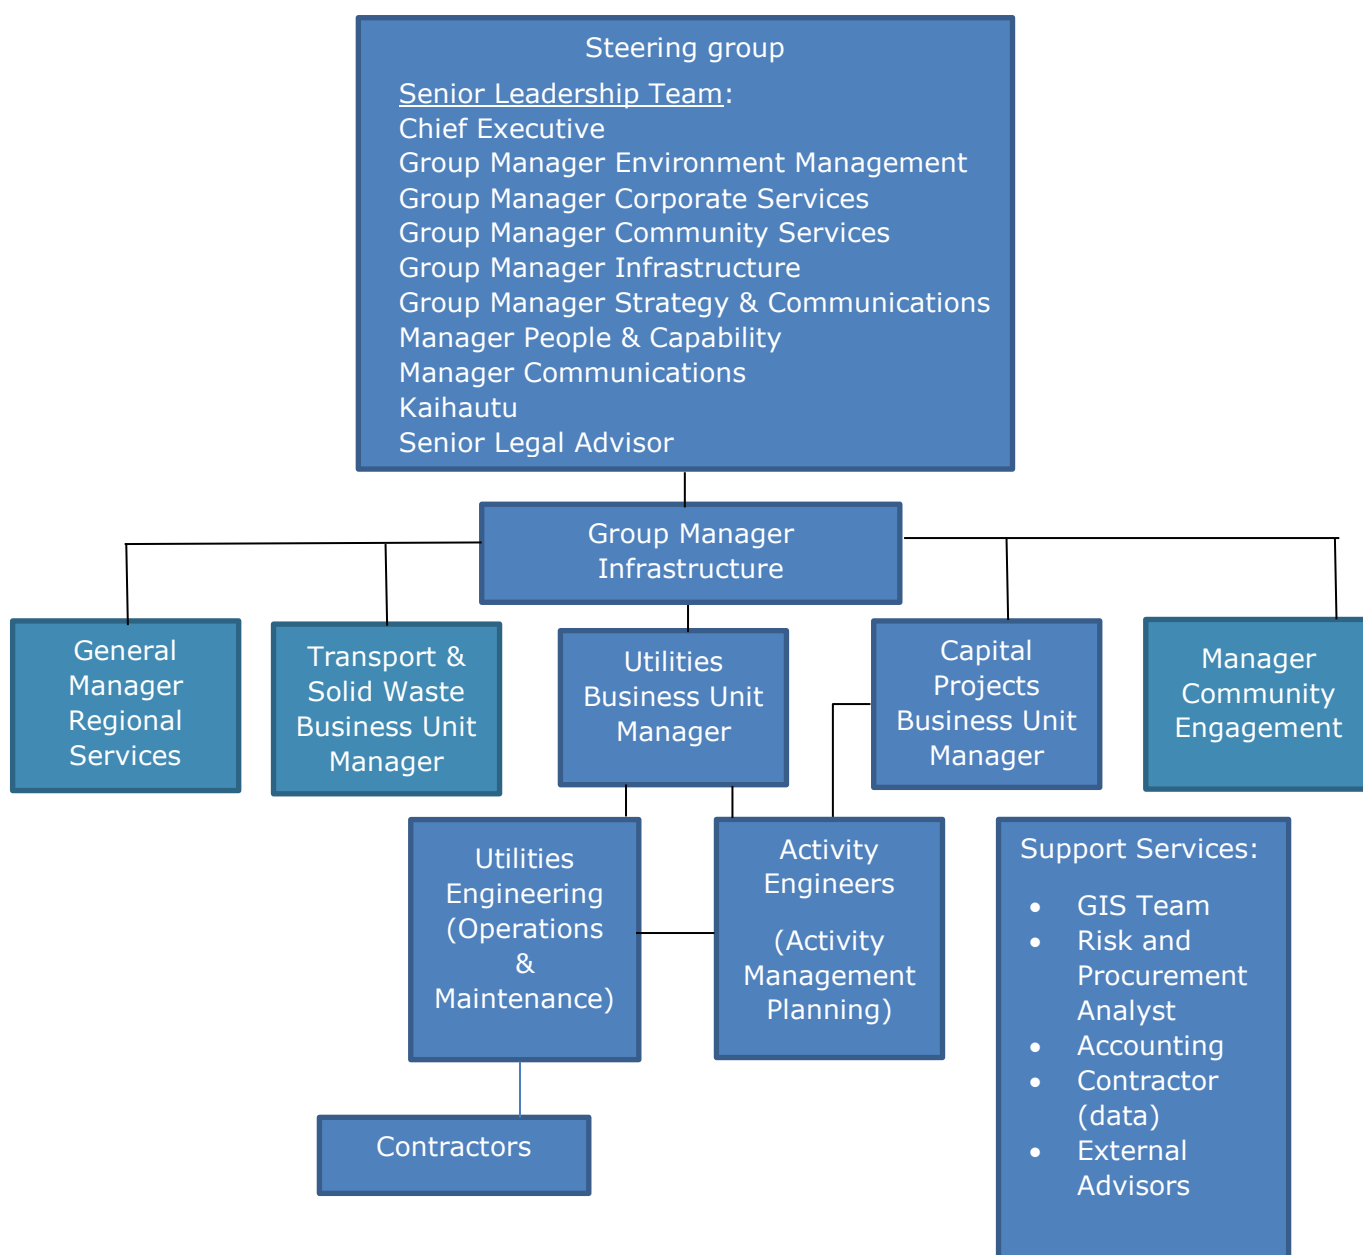 Steering group
Senior Leadership Team:
Chief Executive
Group Manager Environment Management
Group Manager Corporate Services
Group Manager Community Services
Group Manager Infrastructure
Group Manager Strategy & Communications
Manager People & Capability
Manager Communications
Kaihautu
Senior Legal Advisor
Group Manager
Infrastructure
General
Manager
Regional
Services
Transport &
Solid Waste
Business Unit
Manager
Utilities
Business Unit
Manager
Capital
Projects
Business Unit
Manager
Manager
Community
Engagement
Utilities
Engineering
(Operations
&
Maintenance)
Activity
Engineers
(Activity
Management
Planning)
Support Services:
• GIS Team
• Risk and
Procurement
Analyst
• Accounting
• Contractor
(data)
• External
Advisors
Contractors